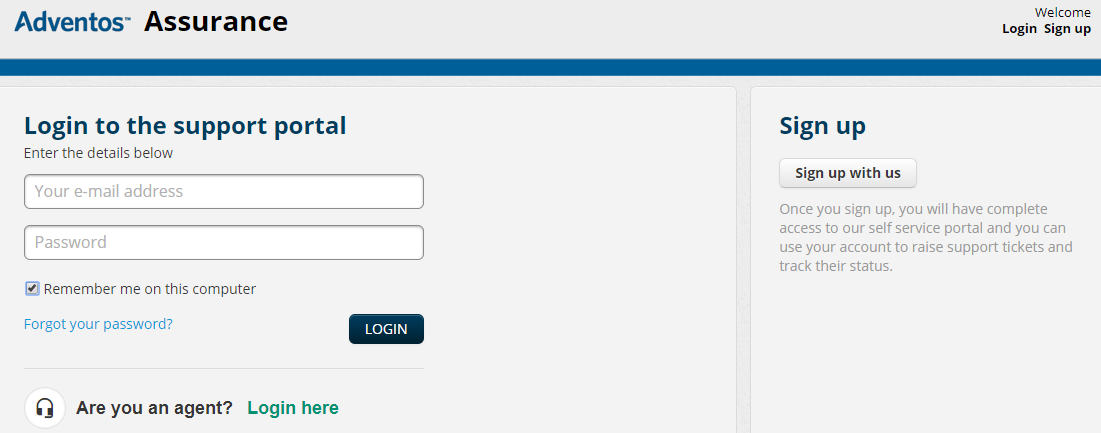 Adventos™ Assurance
Welcome
Login Sign up
Login to the support portal
Enter the details below
Your e-mail address
Password
Remember me on this computer
Forgot your password?
LOGIN
Are you an agent? Login here
Sign up
Sign up with us
Once you sign up, you will have complete
access to our self service portal and you can
use your account to raise support tickets and
track their status.